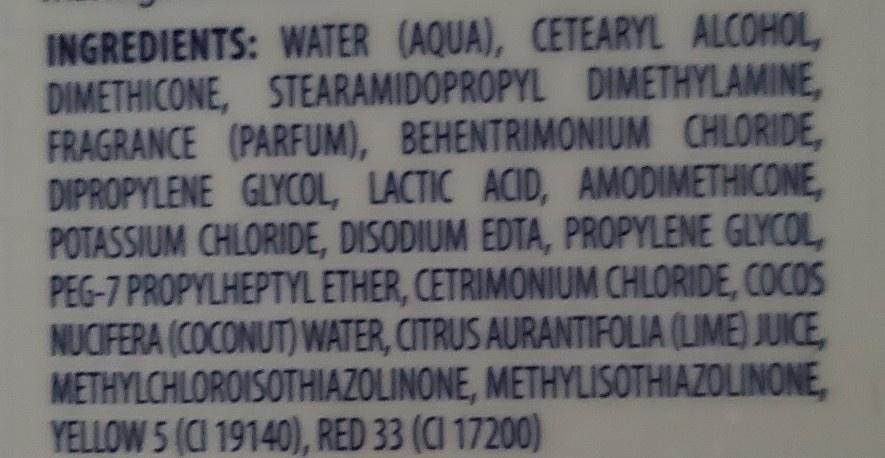 INGREDIENTS: WATER (AQUA), CETEARYL ALCOHOL,
DIMETHICONE, STEARAMIDOPROPYL DIMETHYLAMINE,
FRAGRANCE (PARFUM), BEHENTRIMONIUM CHLORIDE,
DIPROPYLENE GLYCOL, LACTIC ACID, AMODIMETHICONE,
POTASSIUM CHLORIDE, DISODIUM EDTA, PROPYLENE GLYCOL,
PEG-7 PROPYLHEPTYL ETHER, CETRIMONIUM CHLORIDE, COCOS
NUCIFERA (COCONUT) WATER, CITRUS AURANTIFOLIA (LIME) JUICE,
METHYLCHLOROISOTHIAZOLINONE, METHYLISOTHIAZOLINONE,
YELLOW 5 (CI 19140), RED 33 (CI 17200)